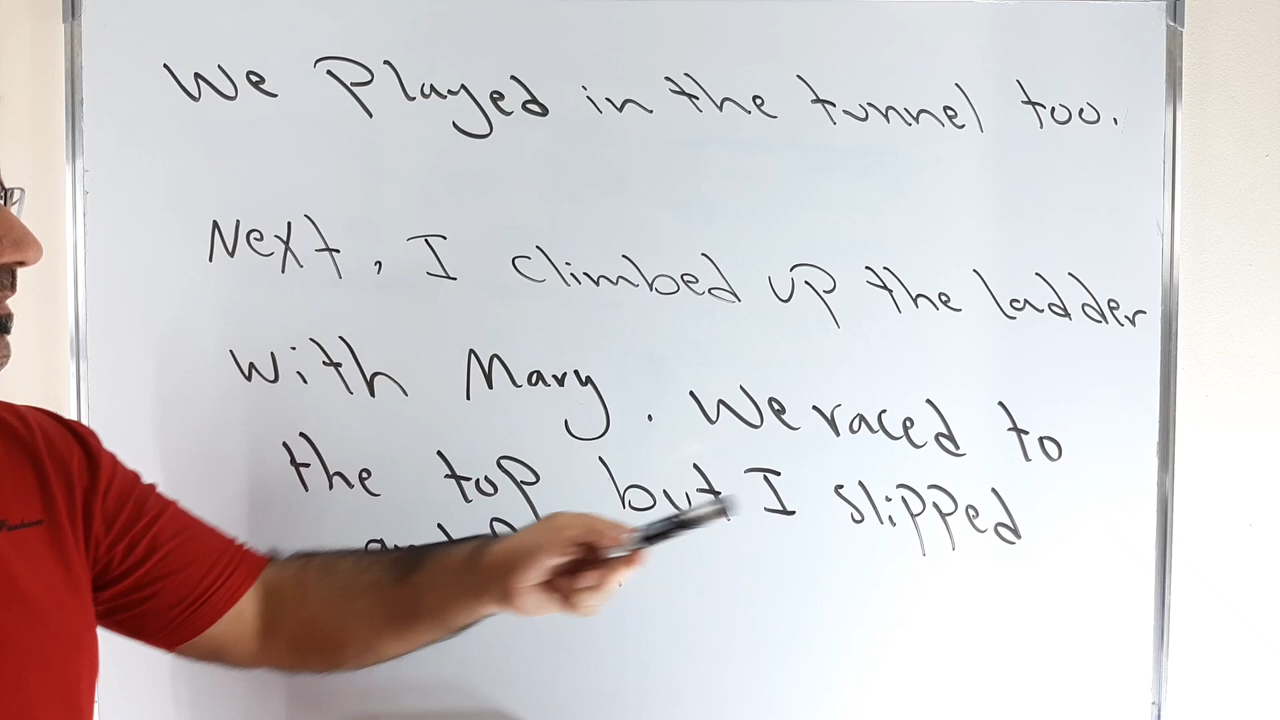 We Played in the tunnel too.
Next, I climbed up the ladder
with Mary. We raced to
the top but I slipped
Fashion